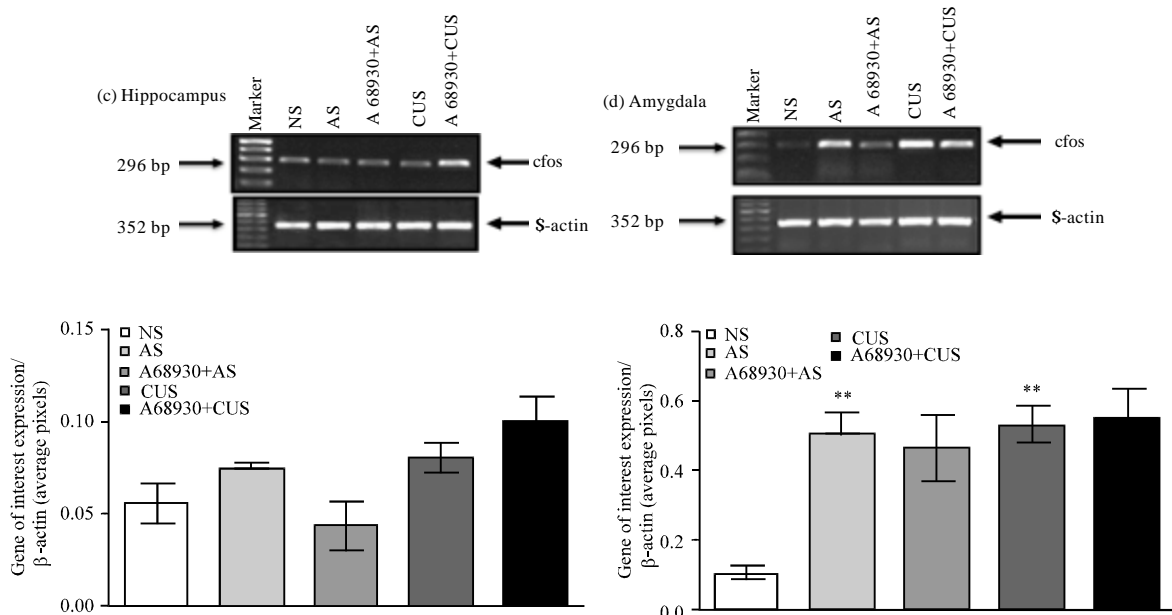 (c) Hippocampus
Marker
NS
AS
A 68930+AS
CUS
A 68930+CUS
296 bp
cfos
352 bp
$-actin
(d) Amygdala
Marker
NS
AS
A 68930+AS
CUS
A 68930+CUS
296 bp
cfos
352 bp
$-actin
Gene of interest expression/
β-actin (average pixels)
0.15
0.10
0.05
0.00
NS
AS
A68930+AS
CUS
A68930+CUS
Gene of interest expression/
β-actin (average pixels)
0.8
0.6
0.4
0.2
0.0
NS
AS
A68930+AS
CUS
A68930+CUS
**
**